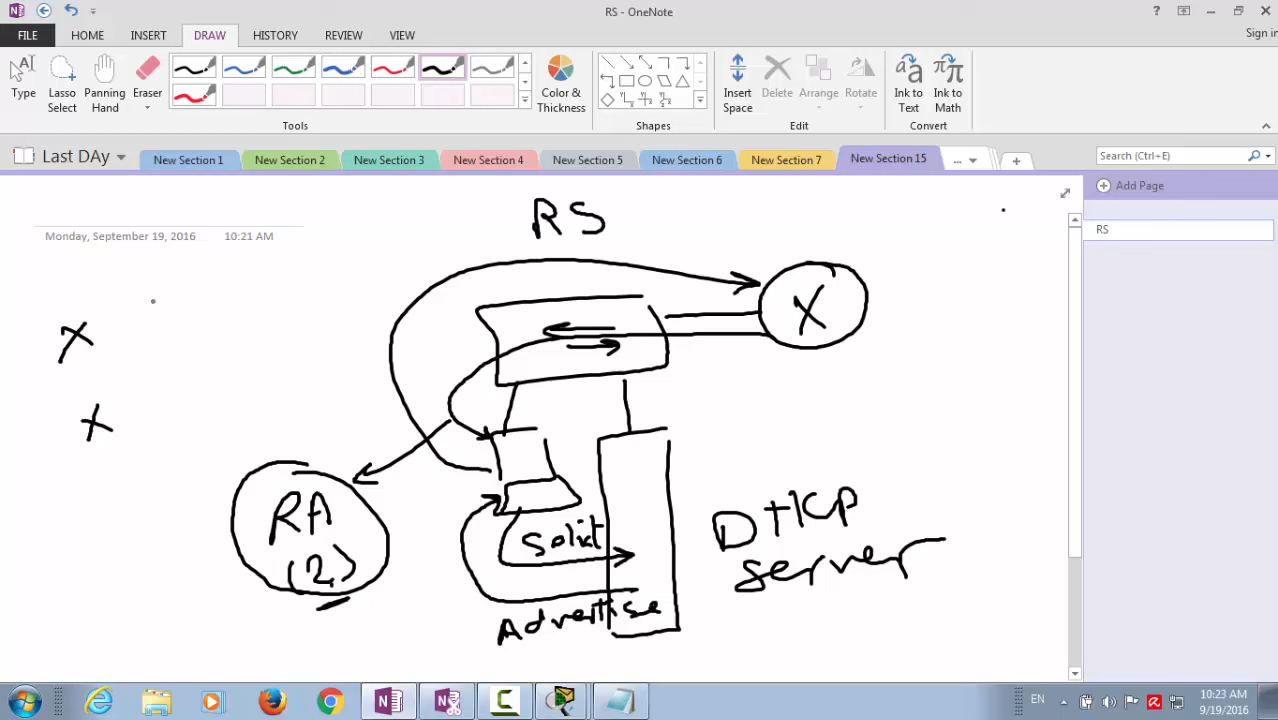 RS - OneNote
?
FILE
HOME
INSERT
DRAW
HISTORY
REVIEW
VIEW
Sign in
Type
Lasso
Select
Panning
Hand
Eraser
Color &
Thickness
Insert
Space
Delete
Arrange
Rotate
Ink to
Text
Ink to
Math
Tools
Shapes
Edit
Convert
Last DAy
New Section 1
New Section 2
New Section 3
New Section 4
New Section 5
New Section 6
New Section 7
New Section 15
...
Search (Ctrl+E)
Add Page
RS
Monday, September 19, 2016
10:21 AM
RS
X
X
X
RA
(2)
Solict
Advertise
DHCP
server
EN
10:23 AM
9/19/2016